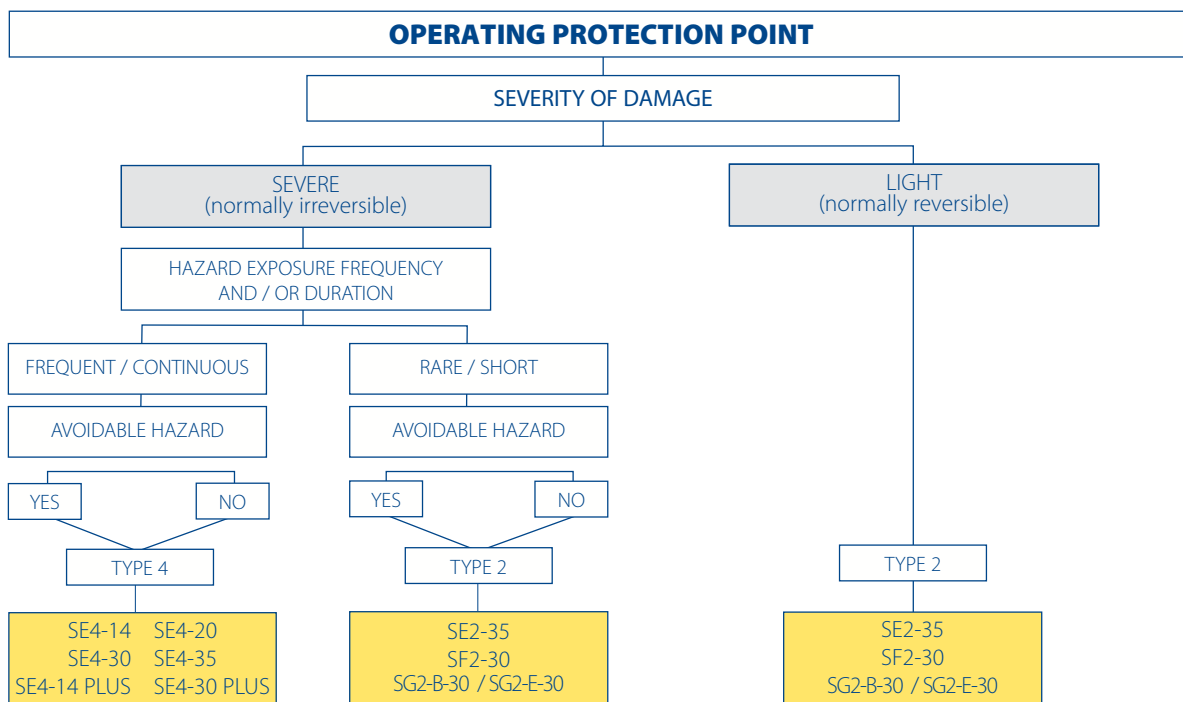 OPERATING PROTECTION POINT
SEVERITY OF DAMAGE
SEVERE
(normally irreversible)
LIGHT
(normally reversible)
HAZARD EXPOSURE FREQUENCY
AND / OR DURATION
FREQUENT / CONTINUOUS
RARE / SHORT
AVOIDABLE HAZARD
AVOIDABLE HAZARD
YES
NO
YES
NO
TYPE 4
TYPE 2
TYPE 2
SE4-14 SE4-20
SE4-30 SE4-35
SE4-14 PLUS SE4-30 PLUS
SE2-35
SF2-30
SG2-B-30 / SG2-E-30
SE2-35
SF2-30
SG2-B-30 / SG2-E-30